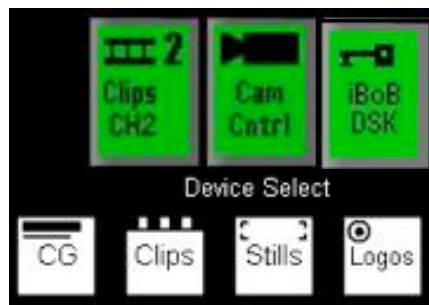 2
Clips Cam iBoB
CH2 Cntrl DSK
Device Select
CG Clips Stills Logos